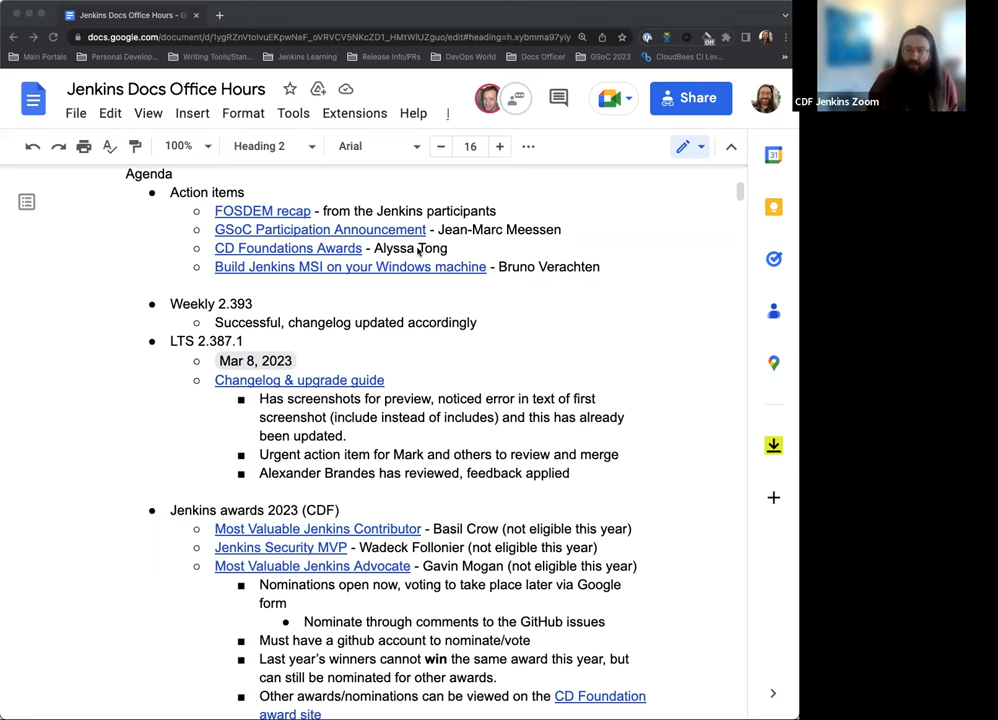 Jenkins Docs Office Hours - G
docs.google.com/document/d/1ygRZnVtolvuEKpwNeF_oVRVCV5NKcZD1_HMtWlUZguo/edit#heading=h.xybmma97yiy
Main Portals
Personal Develop...
Writing Tools/Stan...
Jenkins Learning
Release Info/PRs
DevOps World
Docs Officer
GSoC 2023
CloudBees CI Lev...
»
CDF Jenkins Zoom
Jenkins Docs Office Hours
Share
File Edit View Insert Format Tools Extensions Help
100%
Heading 2
Arial
16
31
Agenda
Action items
FOSDEM recap - from the Jenkins participants
GSoC Participation Announcement - Jean-Marc Meessen
CD Foundations Awards - Alyssa Tong
Build Jenkins MSI on your Windows machine - Bruno Verachten
Weekly 2.393
Successful, changelog updated accordingly
LTS 2.387.1
Mar 8, 2023
Changelog & upgrade guide
Has screenshots for preview, noticed error in text of first
screenshot (include instead of includes) and this has already
been updated.
Urgent action item for Mark and others to review and merge
Alexander Brandes has reviewed, feedback applied
Jenkins awards 2023 (CDF)
Most Valuable Jenkins Contributor - Basil Crow (not eligible this year)
Jenkins Security MVP - Wadeck Follonier (not eligible this year)
Most Valuable Jenkins Advocate - Gavin Mogan (not eligible this year)
Nominations open now, voting to take place later via Google
form
Nominate through comments to the GitHub issues
Must have a github account to nominate/vote
Last year's winners cannot win the same award this year, but
can still be nominated for other awards.
Other awards/nominations can be viewed on the CD Foundation
award site